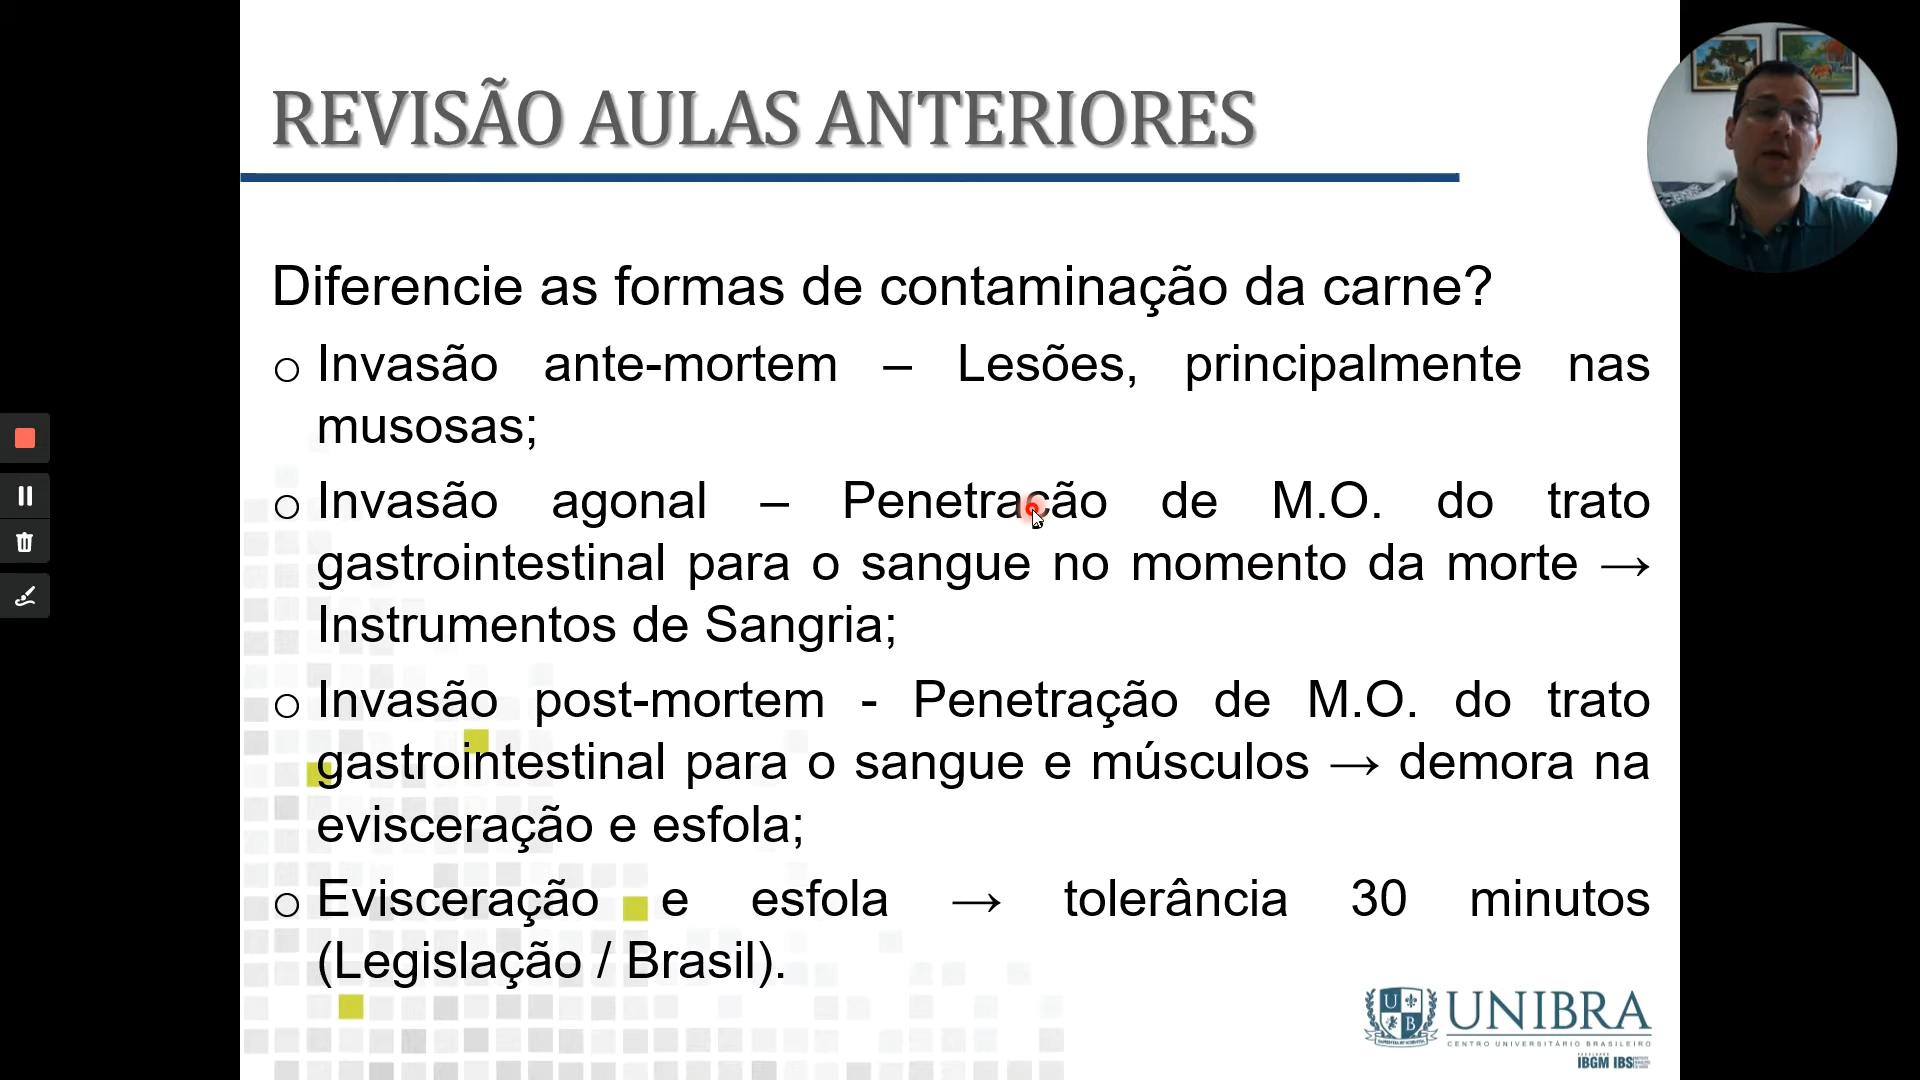 REVISÃO AULAS ANTERIORES
Diferencie as formas de contaminação da carne?
o Invasão ante-mortem – Lesões, principalmente nas
musosas;
o Invasão agonal – Penetração de M.O. do trato
gastrointestinal para o sangue no momento da morte →
Instrumentos de Sangria;
o Invasão post-mortem - Penetração de M.O. do trato
gastrointestinal para o sangue e músculos → demora na
evisceração e esfola;
o Evisceração e esfola → tolerância 30 minutos
(Legislação / Brasil).
U
B
UNIBRA
CENTRO UNIVERSITÁRIO BRASILEIRO
IBGM IBS